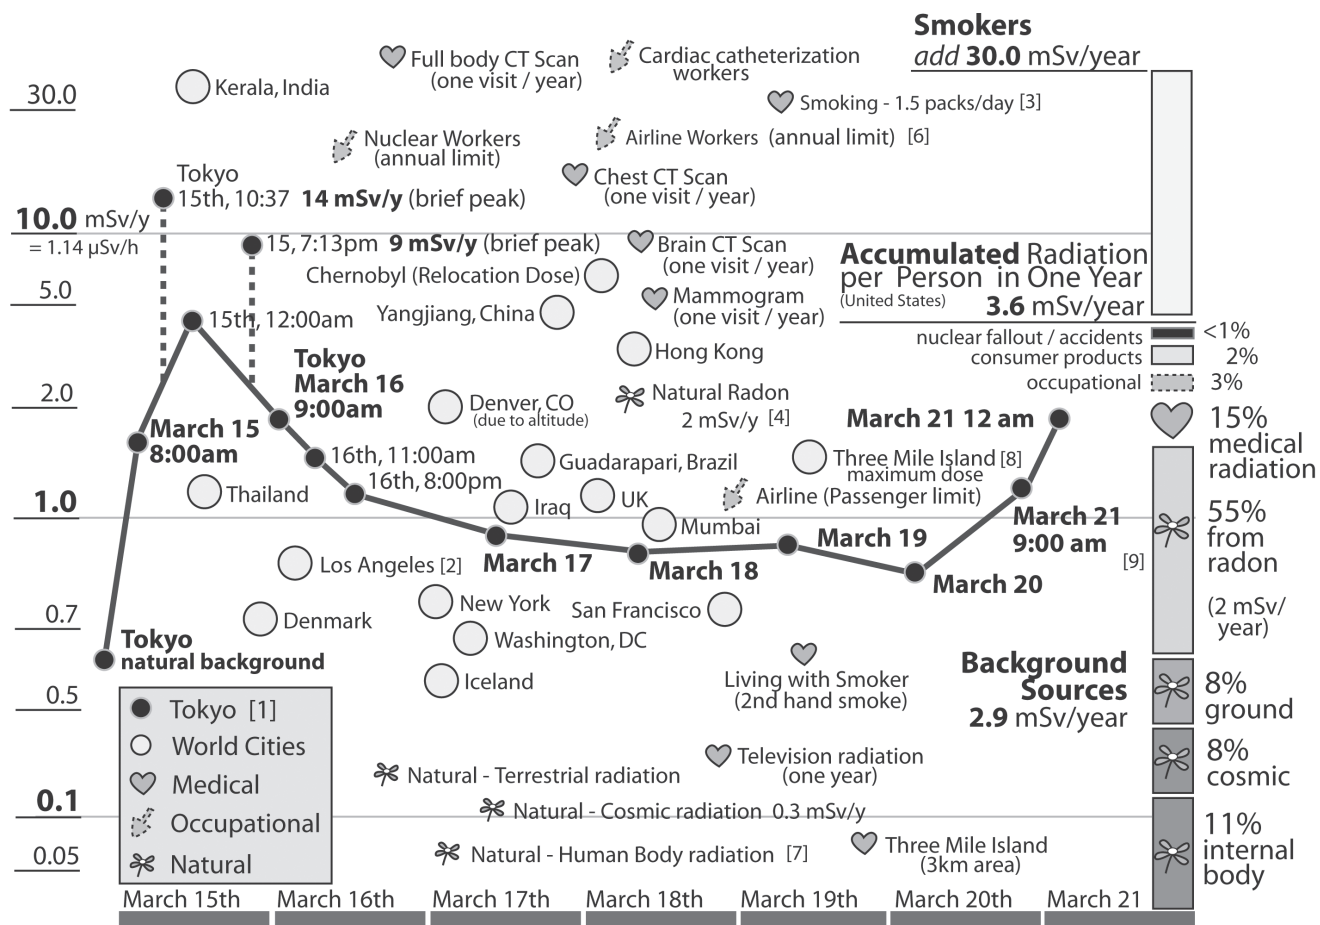 Smokers
add 30.0 mSv/year
Full body CT Scan
(one visit / year)
Cardiac catheterization
workers
Kerala, India
30.0
Smoking - 1.5 packs/day [3]
Nuclear Workers
(annual limit)
Airline Workers (annual limit) [6]
Tokyo
15th, 10:37 14 mSv/y (brief peak)
Chest CT Scan
(one visit / year)
10.0 mSv/y
= 1.14 µSv/h
15, 7:13pm 9 mSv/y (brief peak)
Brain CT Scan
(one visit / year)
Accumulated Radiation
per Person in One Year
(United States) 3.6 mSv/year
Chernobyl (Relocation Dose)
5.0
Yangjiang, China
Mammogram
(one visit / year)
15th, 12:00am
nuclear fallout / accidents <1%
consumer products 2%
occupational 3%
Tokyo
March 16
9:00am
Hong Kong
2.0
Denver, CO
(due to altitude)
Natural Radon
2 mSv/y [4]
March 21 12 am
15%
medical
radiation
March 15
8:00am
16th, 11:00am
16th, 8:00pm
Guadarapari, Brazil
Three Mile Island [8]
maximum dose
Thailand
Iraq
UK
Airline (Passenger limit)
1.0
Mumbai
March 21
9:00 am
[9]
55%
from
radon
(2 mSv/
year)
March 17
March 18
March 19
March 20
Los Angeles [2]
New York
San Francisco
Denmark
0.7
Washington, DC
Tokyo
natural background
Iceland
Living with Smoker
(2nd hand smoke)
Background
Sources
2.9 mSv/year
8%
ground
0.5
Tokyo [1]
World Cities
Medical
Occupational
Natural
Television radiation
(one year)
Natural - Terrestrial radiation
8%
cosmic
0.1
Natural - Cosmic radiation 0.3 mSv/y
11%
internal
body
0.05
Natural - Human Body radiation [7]
Three Mile Island
(3km area)
March 15th
March 16th
March 17th
March 18th
March 19th
March 20th
March 21